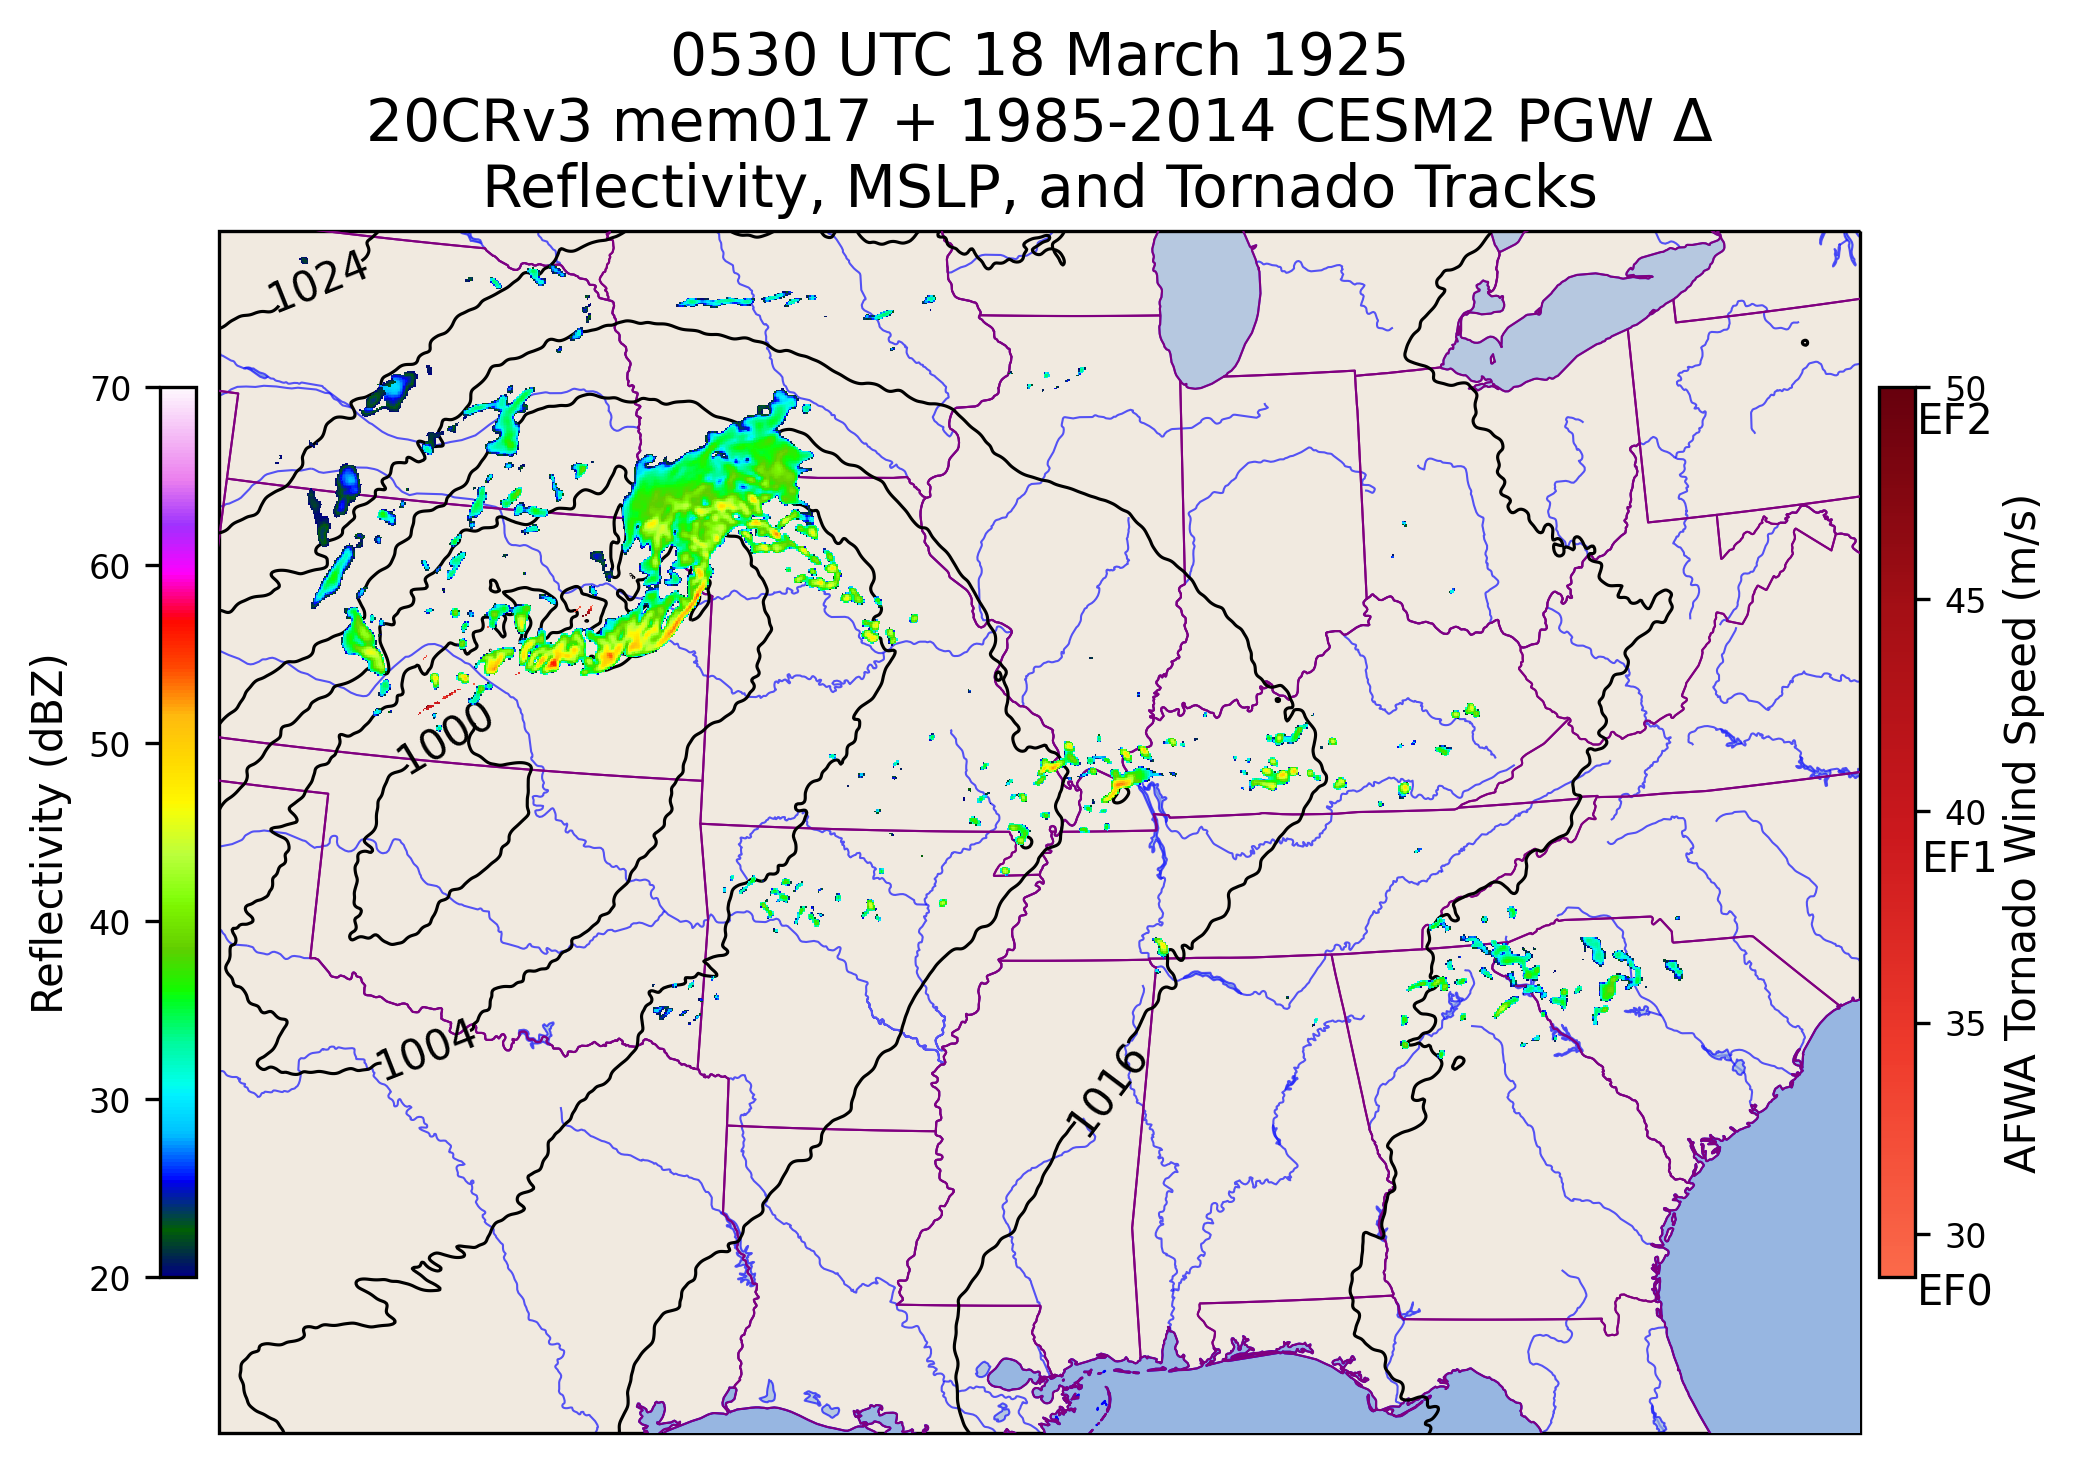 0530 UTC 18 March 1925
20CRv3 mem017 + 1985-2014 CESM2 PGW Δ
Reflectivity, MSLP, and Tornado Tracks
1024
1000
1004
1016
70
60
50
40
30
20
Reflectivity (dBZ)
50
EF2
45
40
EF1
35
30
EF0
AFWA Tornado Wind Speed (m/s)